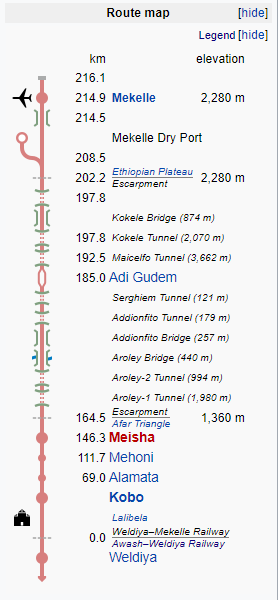 Route map [hide]
Legend [hide]
km elevation
216.1
214.9 Mekelle 2,280 m
214.5
Mekelle Dry Port
208.5
Ethiopian Plateau
202.2 2,280 m
Escarpment
197.8
Kokele Bridge (874 m)
197.8 Kokele Tunnel (2,070 m)
192.5 Maicelfo Tunnel (3,662 m)
185.0 Adi Gudem
Serghiem Tunnel (121 m)
Addionfito Tunnel (179 m)
Addionfito Bridge (257 m)
Aroley Bridge (440 m)
Aroley-2 Tunnel (994 m)
Aroley-1 Tunnel (1,980 m)
Escarpment
164.5 1,360 m
Afar Triangle
146.3 Meisha
111.7 Mehoni
69.0 Alamata
Kobo
Lalibela
Weldiya–Mekelle Railway
0.0
Awash–Weldiya Railway
Weldiya